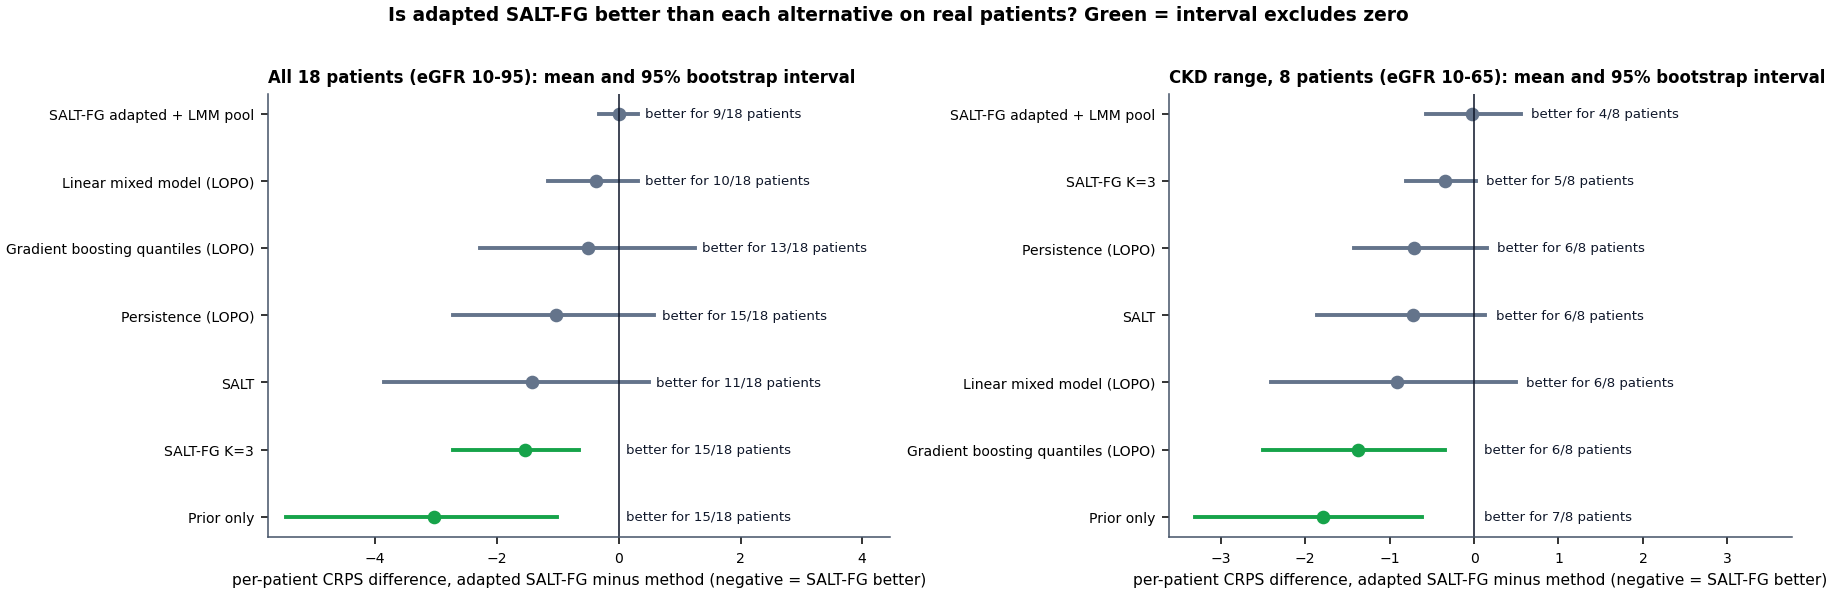 Is adapted SALT-FG better than each alternative on real patients? Green = interval excludes zero
All 18 patients (eGFR 10-95): mean and 95% bootstrap interval
SALT-FG adapted + LMM pool
better for 9/18 patients
Linear mixed model (LOPO)
better for 10/18 patients
Gradient boosting quantiles (LOPO)
better for 13/18 patients
Persistence (LOPO)
better for 15/18 patients
SALT
better for 11/18 patients
SALT-FG K=3
better for 15/18 patients
Prior only
better for 15/18 patients
−4 −2 0 2 4
per-patient CRPS difference, adapted SALT-FG minus method (negative = SALT-FG better)
CKD range, 8 patients (eGFR 10-65): mean and 95% bootstrap interval
SALT-FG adapted + LMM pool
better for 4/8 patients
SALT-FG K=3
better for 5/8 patients
Persistence (LOPO)
better for 6/8 patients
SALT
better for 6/8 patients
Linear mixed model (LOPO)
better for 6/8 patients
Gradient boosting quantiles (LOPO)
better for 6/8 patients
Prior only
better for 7/8 patients
−3 −2 −1 0 1 2 3
per-patient CRPS difference, adapted SALT-FG minus method (negative = SALT-FG better)